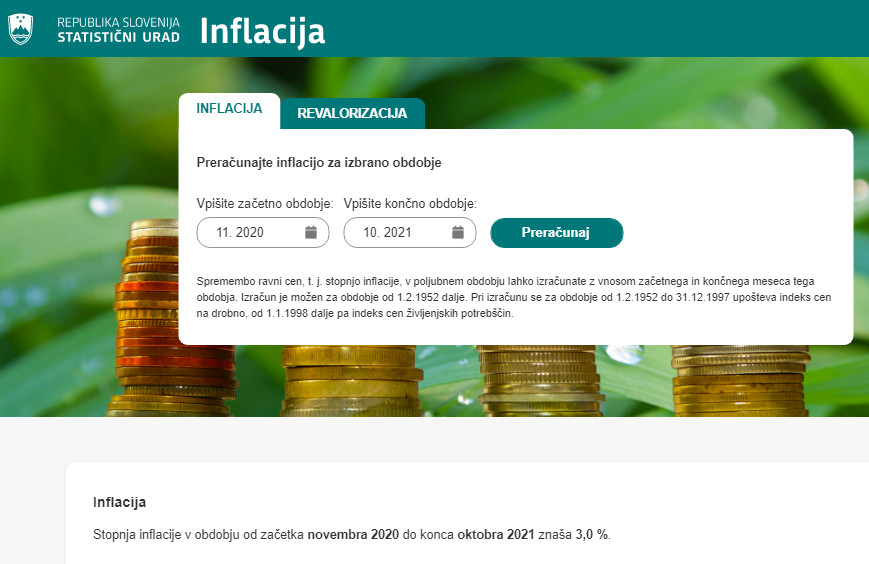 REPUBLIKA SLOVENIJA
STATISTIČNI URAD
Inflacija
INFLACIJA
REVALORIZACIJA
Preračunajte inflacijo za izbrano obdobje
Vpišite začetno obdobje: Vpišite končno obdobje:
11. 2020 10. 2021 Preračunaj
Spremembo ravni cen, t. j. stopnjo inflacije, v poljubnem obdobju lahko izračunate z vnosom začetnega in končnega meseca tega
obdobja. Izračun je možen za obdobje od 1.2.1952 dalje. Pri izračunu se za obdobje od 1.2.1952 do 31.12.1997 upošteva indeks cen
na drobno, od 1.1.1998 dalje pa indeks cen življenjskih potrebščin.
Inflacija
Stopnja inflacije v obdobju od začetka novembra 2020 do konca oktobra 2021 znaša 3,0 %.